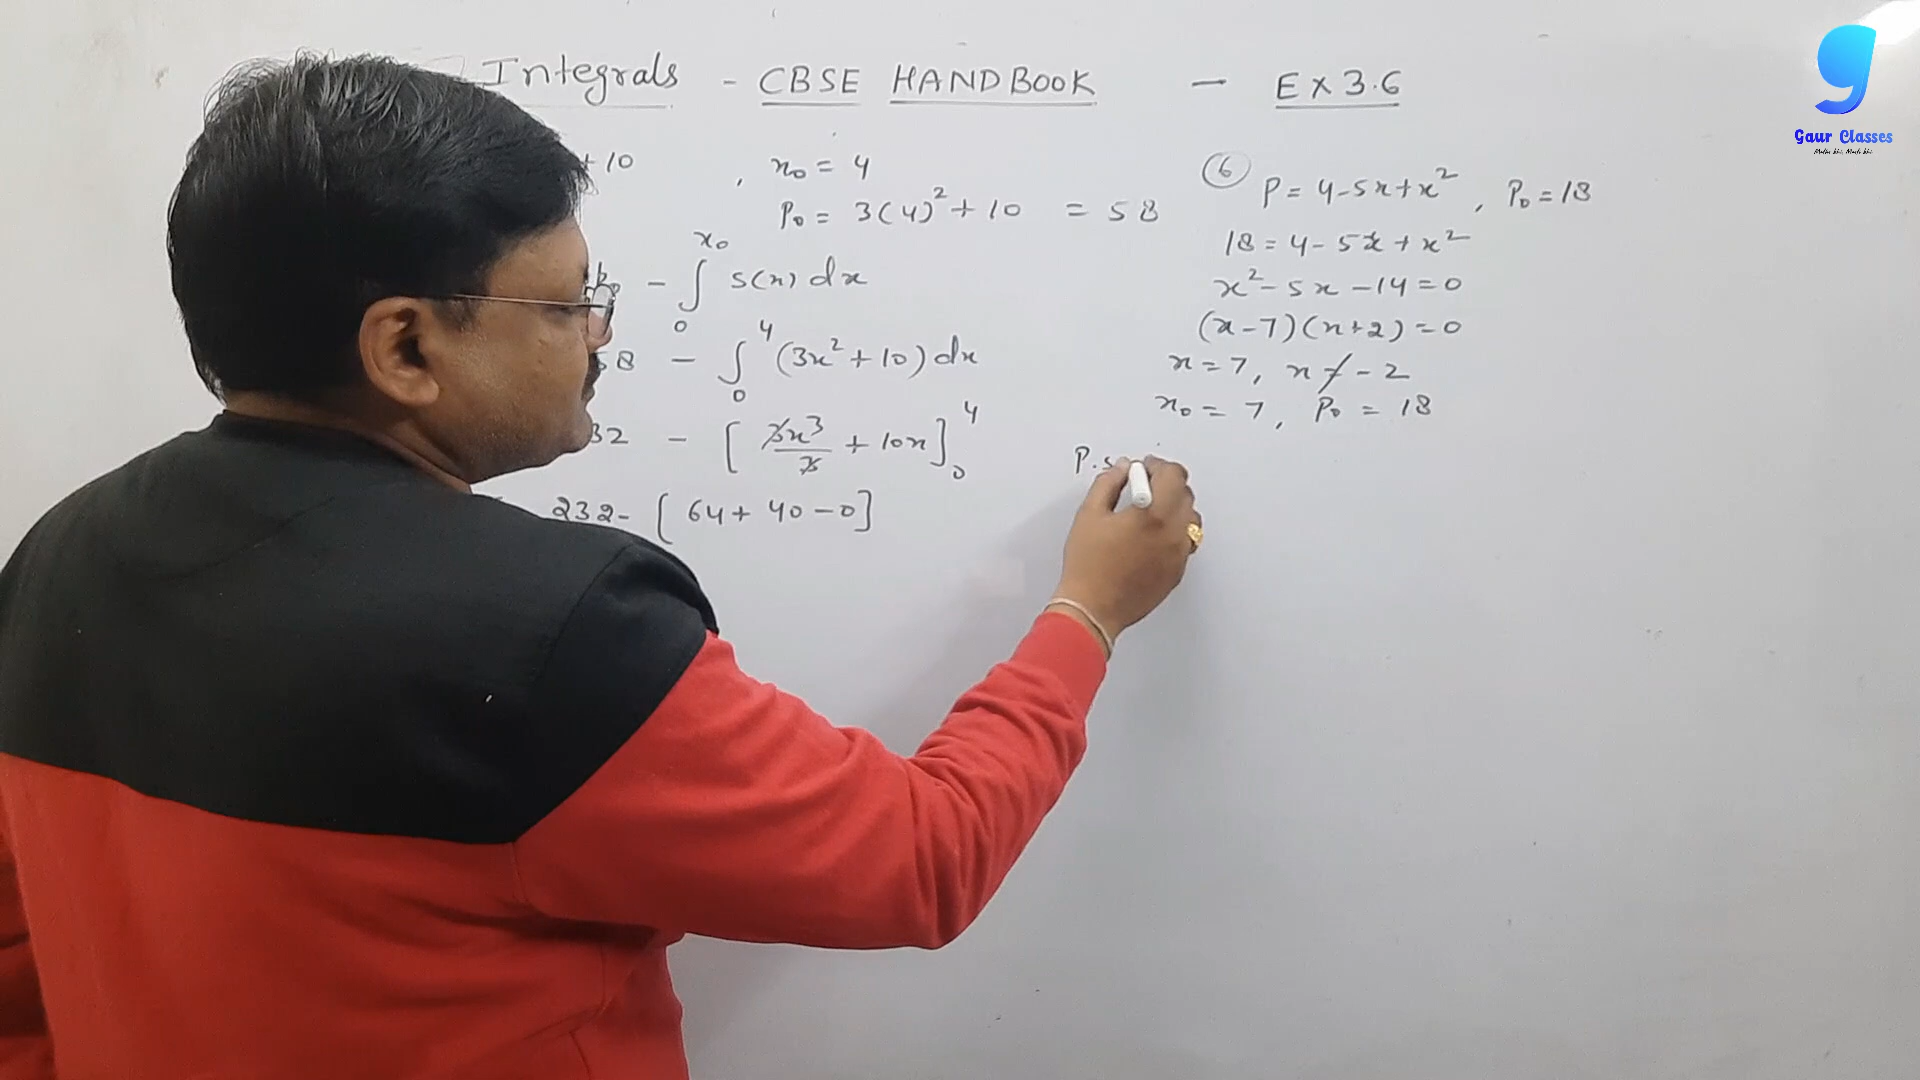 Integrals - CBSE HANDBOOK - EX 3.6
+ 10 , x₀ = 4
P₀ = 3(4)² + 10 = 58
p₀ - ∫₀^x₀ s(x) dx
58 - ∫₀⁴ (3x² + 10) dx
32 - [3x³/3 + 10x]₀⁴
232 - [64 + 40 - 0]
(6) P = 4 - 5x + x² , P₀ = 18
18 = 4 - 5x + x²
x² - 5x - 14 = 0
(x - 7)(x + 2) = 0
x = 7, x ≠ - 2
x₀ = 7, P₀ = 18
P.S
g
Gaur Classes